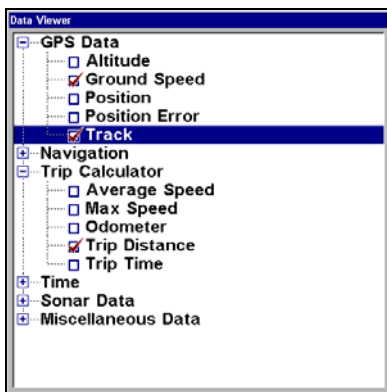 Data Viewer
GPS Data
Altitude
Ground Speed
Position
Position Error
Track
Navigation
Trip Calculator
Average Speed
Max Speed
Odometer
Trip Distance
Trip Time
Time
Sonar Data
Miscellaneous Data